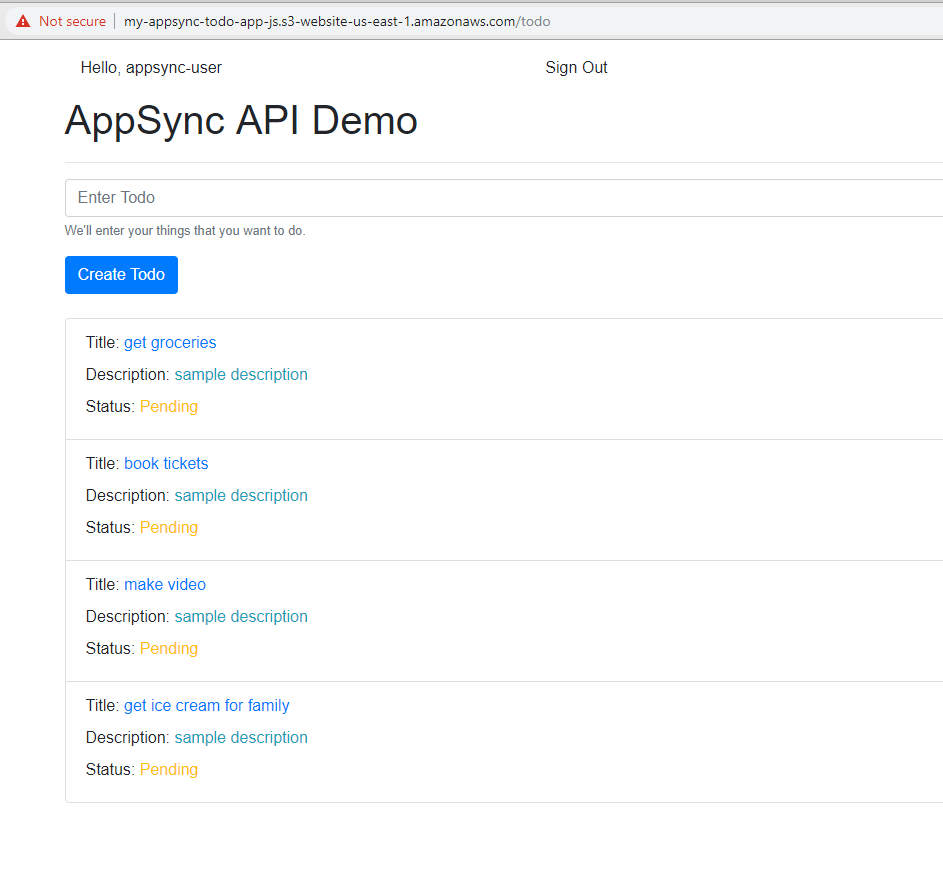 Not secure | my-appsync-todo-app-js.s3-website-us-east-1.amazonaws.com/todo
Hello, appsync-user Sign Out
AppSync API Demo
Enter Todo
We'll enter your things that you want to do.
Create Todo
Title: get groceries
Description: sample description
Status: Pending
Title: book tickets
Description: sample description
Status: Pending
Title: make video
Description: sample description
Status: Pending
Title: get ice cream for family
Description: sample description
Status: Pending